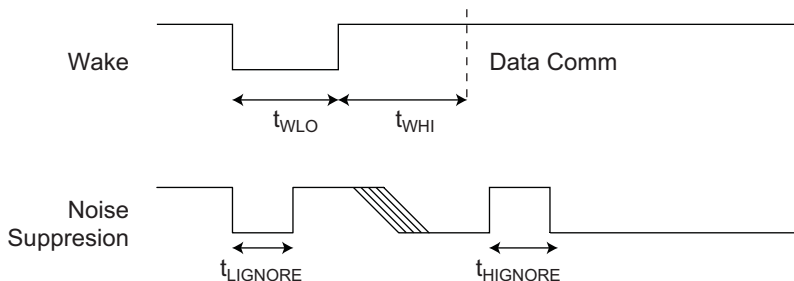 Wake
Data Comm
tWLO
tWHI
Noise
Suppresion
tLIGNORE
tHIGNORE